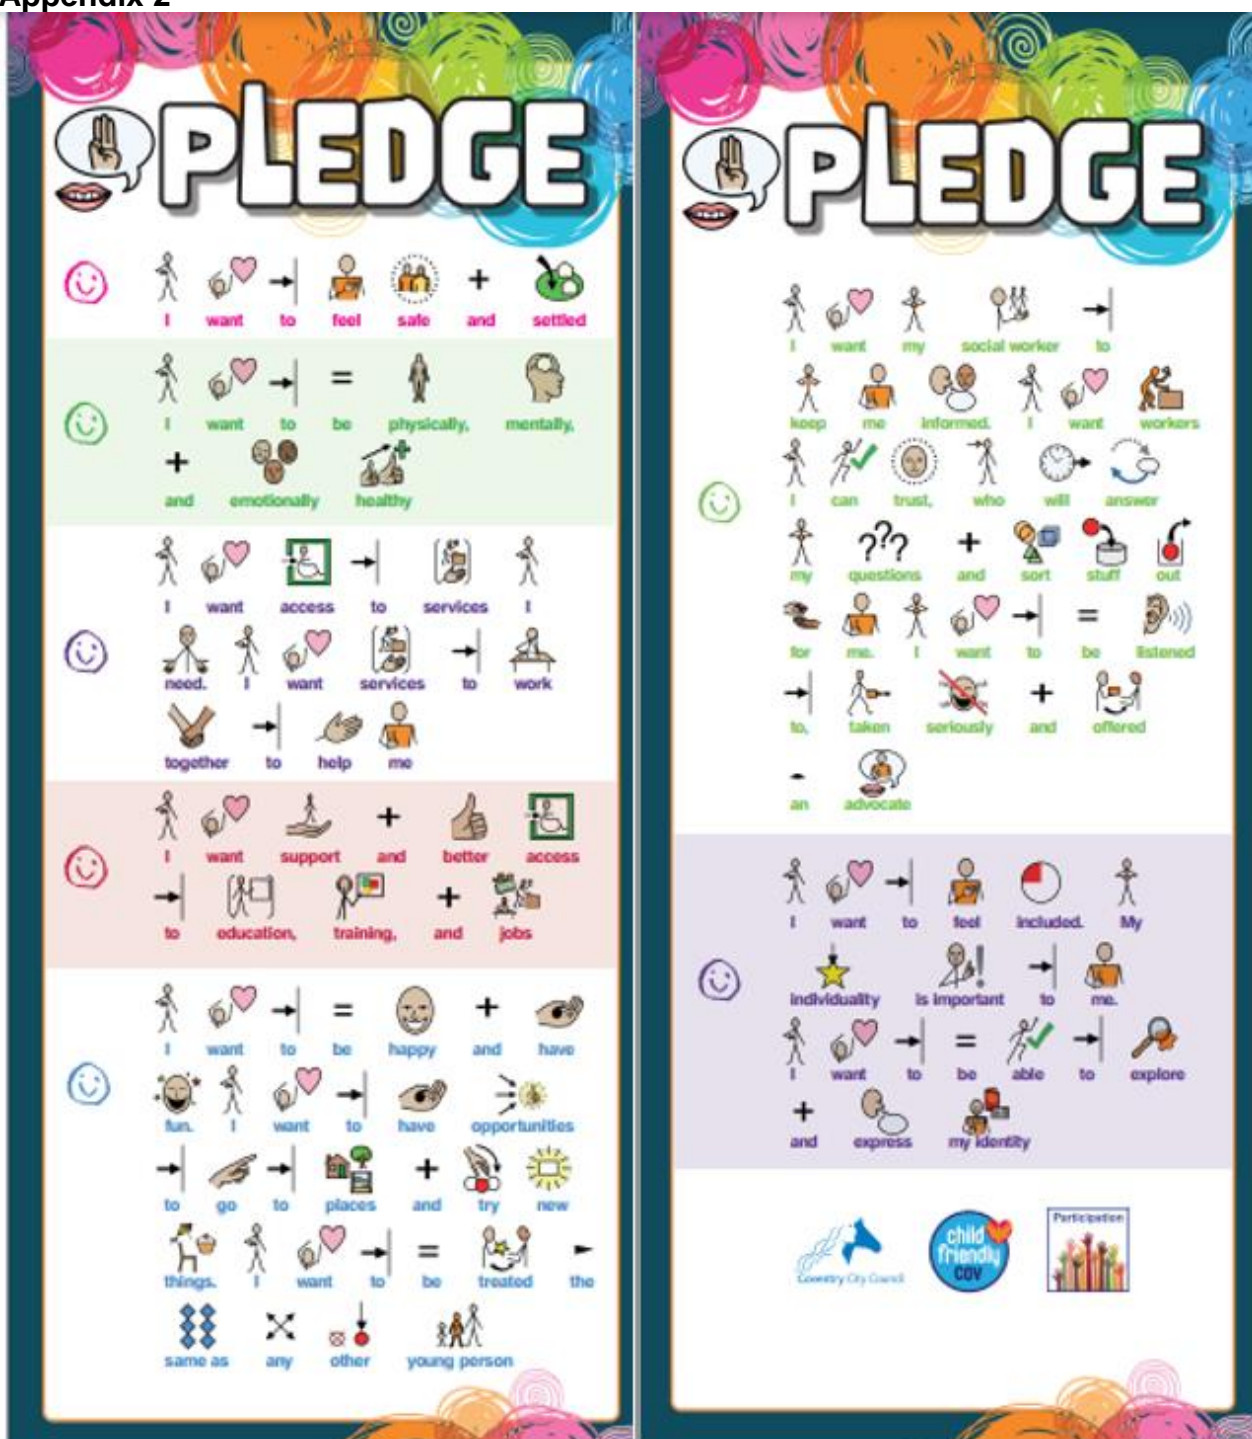 Appendix 2
PLEDGE
I want to feel safe and settled
I want to be physically, mentally,
and emotionally healthy
I want access to services I
need. I want services to work
together to help me
I want support and better access
to education, training, and jobs
I want to be happy and have
fun. I want to have opportunities
to go to places and try new
things. I want to be treated the
same as any other young person
PLEDGE
I want my social worker to
keep me informed. I want workers
I can trust, who will answer
my questions and sort stuff out
for me. I want to be listened
to, taken seriously and offered
an advocate
I want to feel included. My
individuality is important to me.
I want to be able to explore
and express my identity
Coventry City Council
child
friendly
COV
Participation